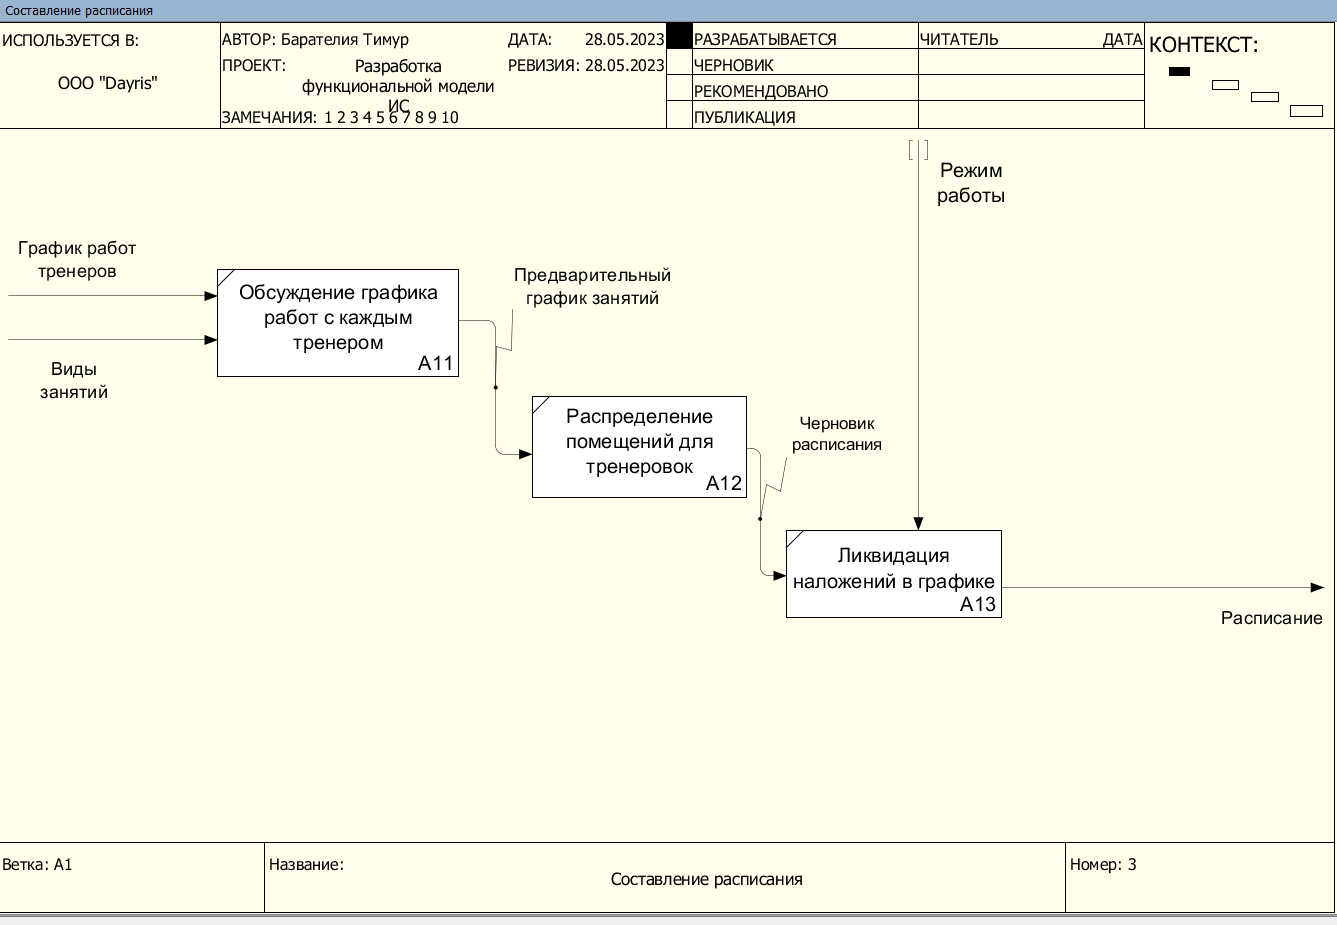 Составление расписания
ИСПОЛЬЗУЕТСЯ В:
ООО "Dayris"
АВТОР: Барателия Тимур
ДАТА: 28.05.2023
ПРОЕКТ: Разработка
функциональной модели
ИС
РЕВИЗИЯ: 28.05.2023
ЗАМЕЧАНИЯ: 1 2 3 4 5 6 7 8 9 10
РАЗРАБАТЫВАЕТСЯ
ЧЕРНОВИК
РЕКОМЕНДОВАНО
ПУБЛИКАЦИЯ
ЧИТАТЕЛЬ ДАТА
КОНТЕКСТ:
Режим
работы
График работ
тренеров
Виды
занятий
Обсуждение графика
работ с каждым
тренером
A11
Предварительный
график занятий
Распределение
помещений для
тренеровок
A12
Черновик
расписания
Ликвидация
наложений в графике
A13
Расписание
Ветка: A1
Название:
Составление расписания
Номер: 3